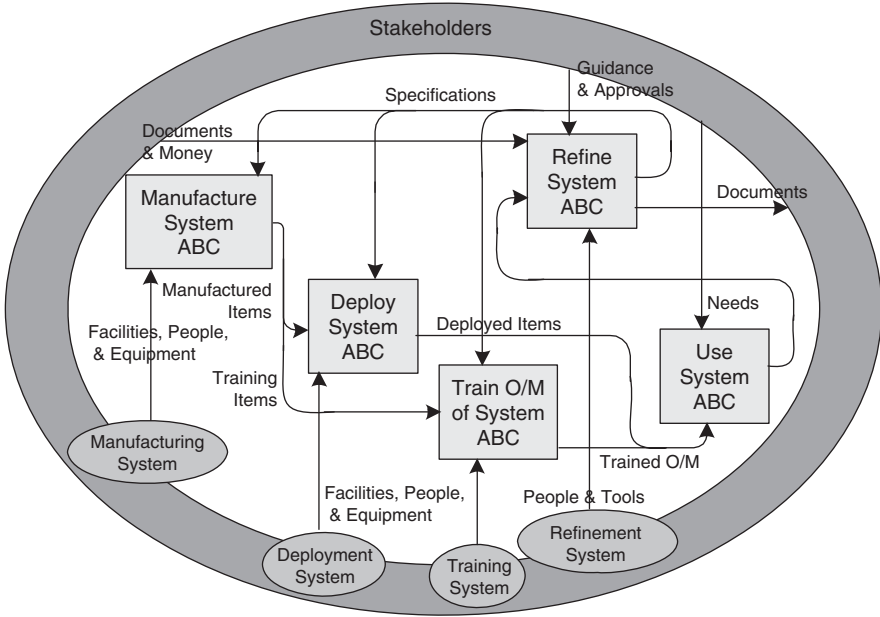 Stakeholders
Guidance
& Approvals
Specifications
Documents
& Money
Refine
System
ABC
Manufacture
System
ABC
Documents
Manufactured
Items
Deploy
System
ABC
Needs
Facilities, People,
& Equipment
Deployed Items
Use
System
ABC
Training
Items
Train O/M
of System
ABC
Manufacturing
System
Trained O/M
Facilities, People,
& Equipment
People & Tools
Deployment
System
Training
System
Refinement
System